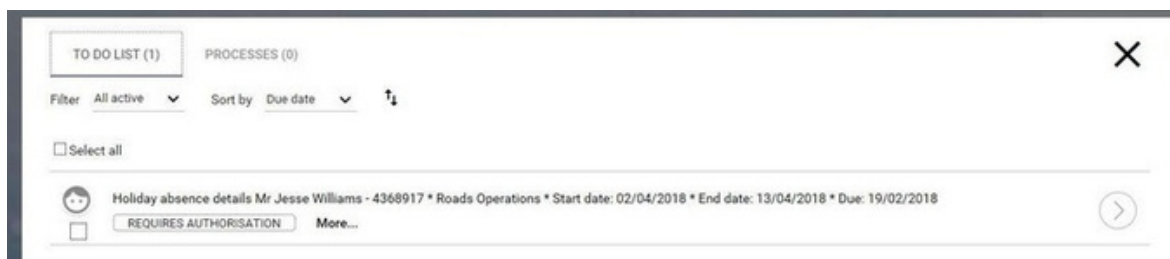 TO DO LIST (1) PROCESSES (0)
Filter All active Sort by Due date
Select all
Holiday absence details Mr Jesse Williams - 4368917 * Roads Operations * Start date: 02/04/2018 * End date: 13/04/2018 * Due: 19/02/2018
REQUIRES AUTHORISATION More...